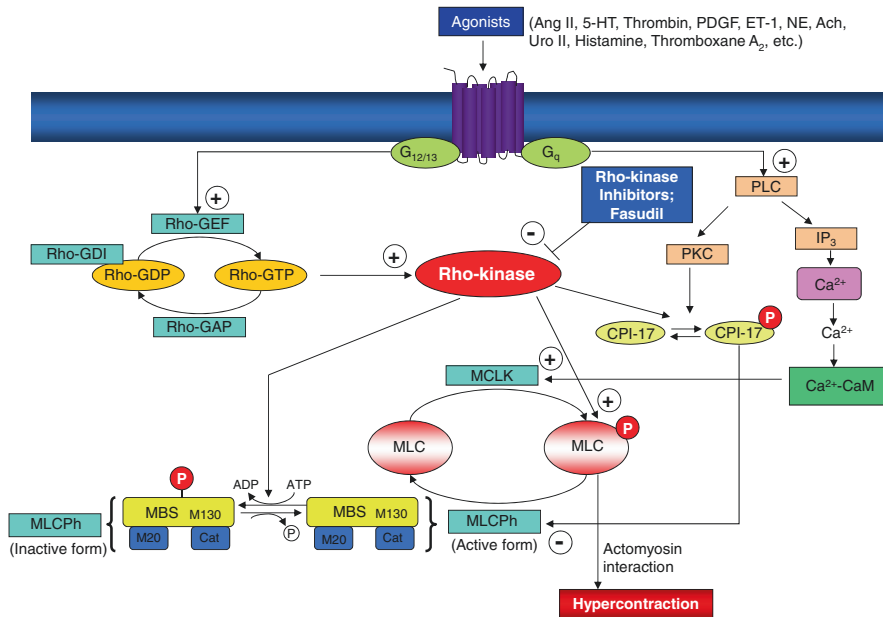 Agonists
(Ang II, 5-HT, Thrombin, PDGF, ET-1, NE, Ach,
Uro II, Histamine, Thromboxane A₂, etc.)
G₁₂/₁₃
Gq
+
+
PLC
Rho-kinase
Inhibitors;
Fasudil
Rho-GEF
-
IP₃
Rho-GDI
PKC
Rho-GDP
Rho-GTP
+
Rho-kinase
Ca²⁺
Rho-GAP
P
CPI-17
CPI-17
Ca²⁺
MCLK
+
Ca²⁺-CaM
+
P
MLC
MLC
P
ADP
ATP
MLCPh
(Inactive form)
MBS M130
M20
Cat
P
MBS M130
M20
Cat
MLCPh
(Active form)
-
Actomyosin
interaction
Hypercontraction